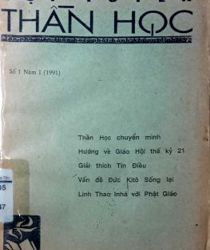 THẦN HỌC
Số 1 Năm 1 (1991)
Thần Học chuyển mình
Hướng về Giáo Hội thế kỷ 21
Giải thích Tín Điều
Vấn đề Đức Kitô Sống lại
Linh Thao Inhã với Phật Giáo